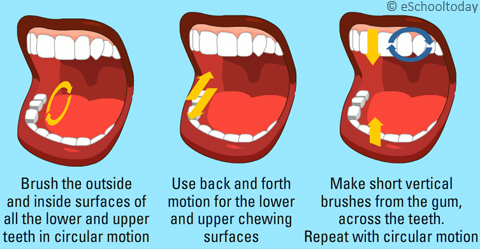 © eSchooltoday
Brush the outside
and inside surfaces of
all the lower and upper
teeth in circular motion
Use back and forth
motion for the lower
and upper chewing
surfaces
Make short vertical
brushes from the gum,
across the teeth.
Repeat with circular motion